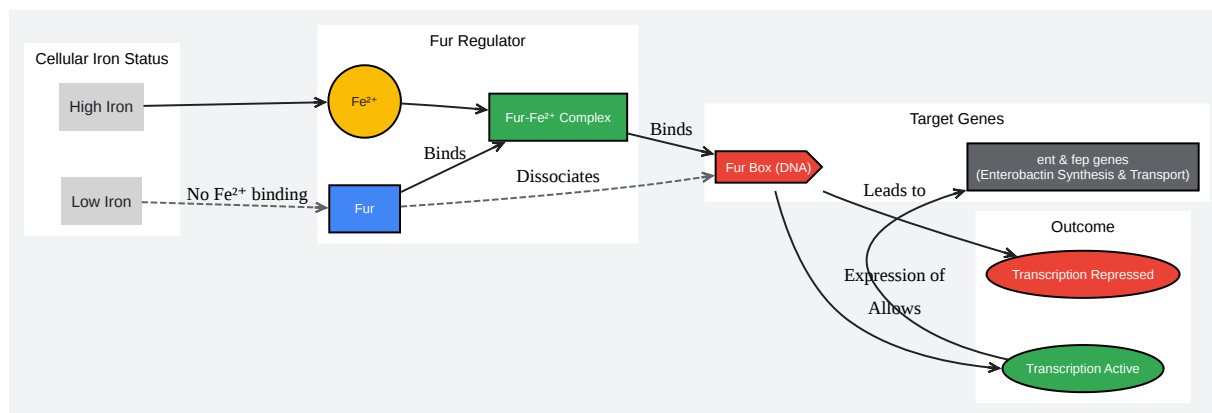 Cellular Iron Status
High Iron
Low Iron
No Fe²⁺ binding
Fur Regulator
Fe²⁺
Fur-Fe²⁺ Complex
Binds
Fur
Dissociates
Binds
Target Genes
Fur Box (DNA)
ent & fep genes
(Enterobactin Synthesis & Transport)
Leads to
Expression of
Allows
Outcome
Transcription Repressed
Transcription Active